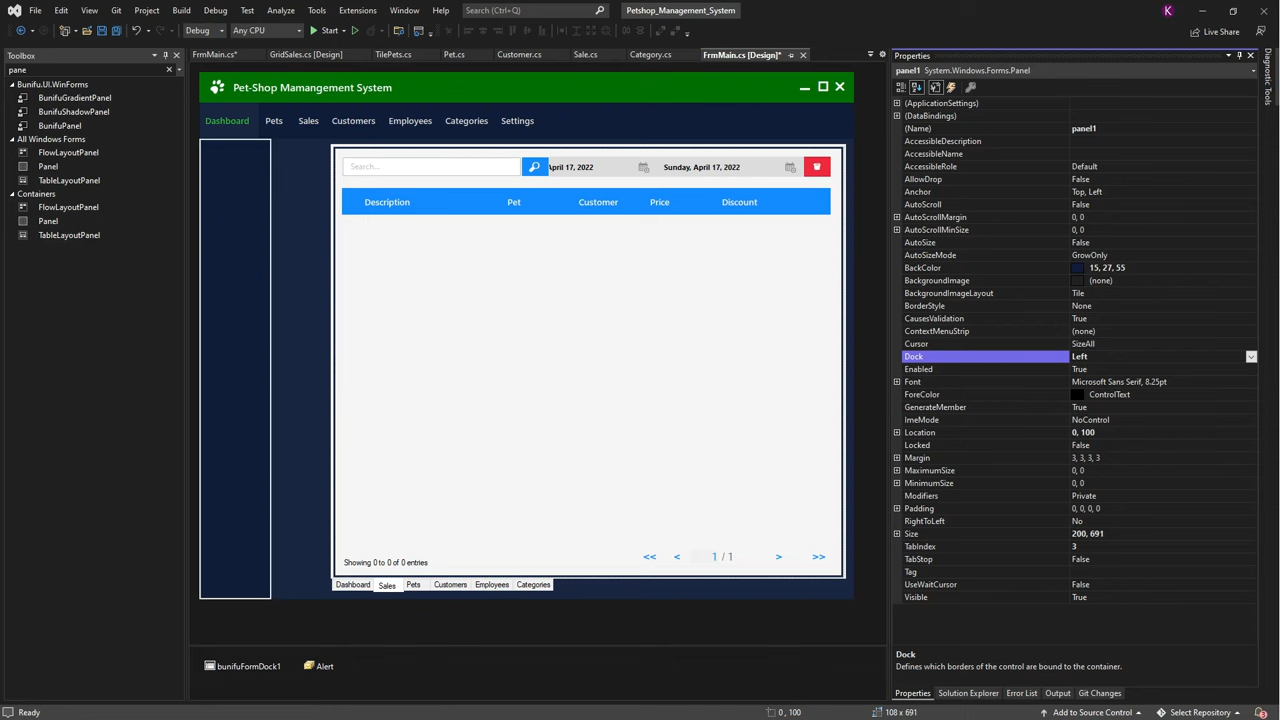 File Edit View Git Project Build Debug Test Analyze Tools Extensions Window Help Search (Ctrl+Q) Petshop_Management_System K
Debug Any CPU Start Live Share
Toolbox
pane
Bunifu.UI.WinForms
BunifuGradientPanel
BunifuShadowPanel
BunifuPanel
All Windows Forms
FlowLayoutPanel
Panel
TableLayoutPanel
Containers
FlowLayoutPanel
Panel
TableLayoutPanel
FrmMain.cs* GridSales.cs [Design] TilePets.cs Pet.cs Customer.cs Sale.cs Category.cs FrmMain.cs [Design]*
Pet-Shop Mamangement System
Dashboard Pets Sales Customers Employees Categories Settings
Search... April 17, 2022 Sunday, April 17, 2022
Description Pet Customer Price Discount
Showing 0 to 0 of 0 entries << < 1 / 1 > >>
Dashboard Sales Pets Customers Employees Categories
bunifuFormDock1 Alert
Properties
panel1 System.Windows.Forms.Panel
(ApplicationSettings)
(DataBindings)
(Name) panel1
AccessibleDescription
AccessibleName
AccessibleRole Default
AllowDrop False
Anchor Top, Left
AutoScroll False
AutoScrollMargin 0, 0
AutoScrollMinSize 0, 0
AutoSize False
AutoSizeMode GrowOnly
BackColor 15, 27, 55
BackgroundImage (none)
BackgroundImageLayout Tile
BorderStyle None
CausesValidation True
ContextMenuStrip (none)
Cursor SizeAll
Dock Left
Enabled True
Font Microsoft Sans Serif, 8.25pt
ForeColor ControlText
GenerateMember True
ImeMode NoControl
Location 0, 100
Locked False
Margin 3, 3, 3, 3
MaximumSize 0, 0
MinimumSize 0, 0
Modifiers Private
Padding 0, 0, 0, 0
RightToLeft No
Size 200, 691
TabIndex 3
TabStop False
Tag
UseWaitCursor False
Visible True
Dock
Defines which borders of the control are bound to the container.
Properties Solution Explorer Error List Output Git Changes
Diagnostic Tools
Ready 0 , 100 108 x 691 Add to Source Control Select Repository